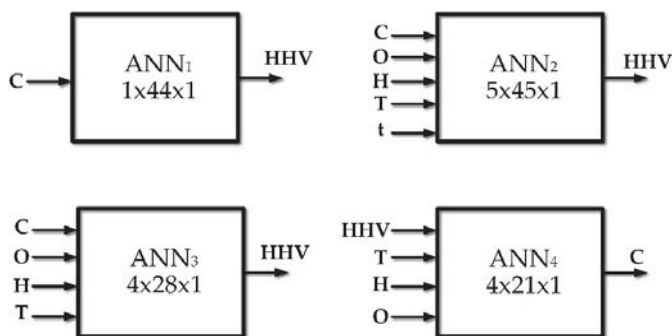 C
ANN₁
1x44x1
HHV
C
O
H
T
t
ANN₂
5x45x1
HHV
C
O
H
T
ANN₃
4x28x1
HHV
HHV
T
H
O
ANN₄
4x21x1
C